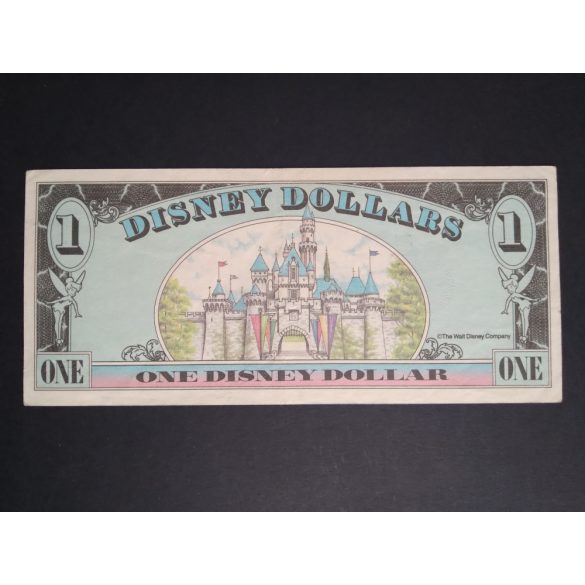 DISNEY DOLLARS
1 1
©The Walt Disney Company
ONE ONE DISNEY DOLLAR ONE